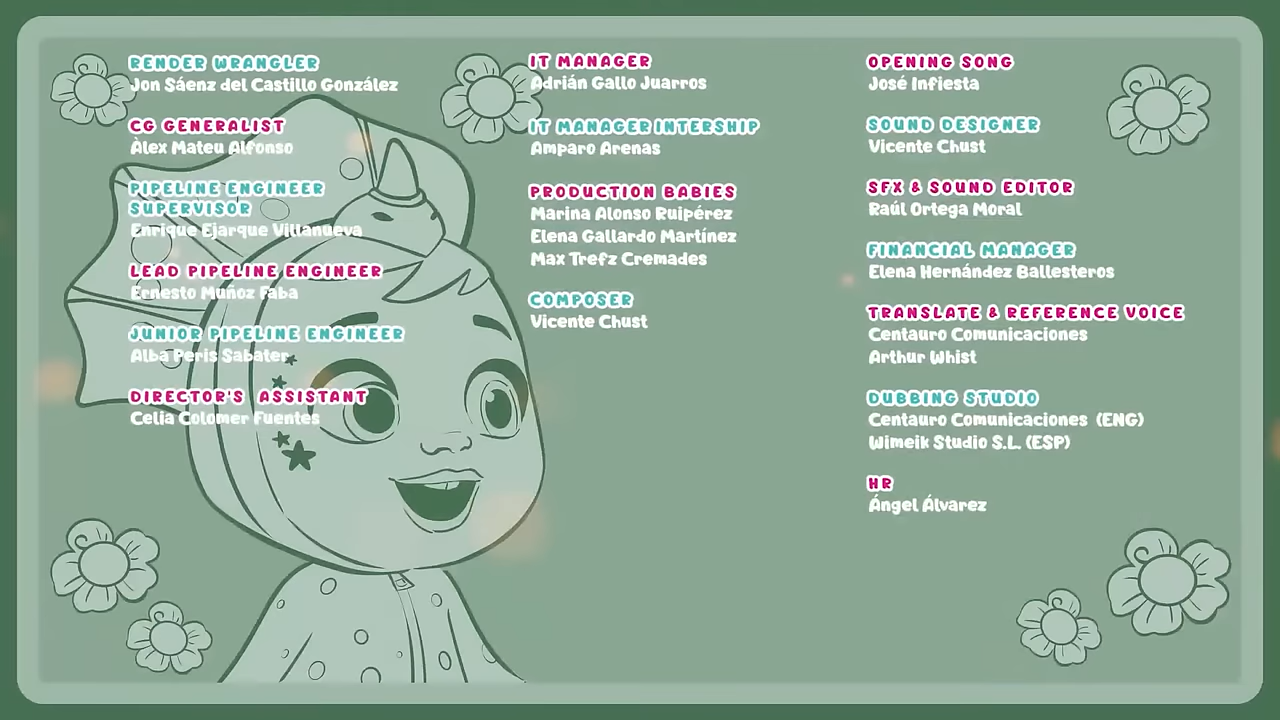 RENDER WRANGLER
Jon Sáenz del Castillo González
CG GENERALIST
Àlex Mateu Alfonso
PIPELINE ENGINEER
SUPERVISOR
Enrique Ejarque Villanueva
LEAD PIPELINE ENGINEER
Ernesto Muñoz Faba
JUNIOR PIPELINE ENGINEER
Alba Peris Sabater
DIRECTOR'S ASSISTANT
Celia Colomer Fuentes
IT MANAGER
Adrián Gallo Juarros
IT MANAGER INTERSHIP
Amparo Arenas
PRODUCTION BABIES
Marina Alonso Ruipérez
Elena Gallardo Martínez
Max Trefz Cremades
COMPOSER
Vicente Chust
OPENING SONG
José Infiesta
SOUND DESIGNER
Vicente Chust
SFX & SOUND EDITOR
Raúl Ortega Moral
FINANCIAL MANAGER
Elena Hernández Ballesteros
TRANSLATE & REFERENCE VOICE
Centauro Comunicaciones
Arthur Whist
DUBBING STUDIO
Centauro Comunicaciones (ENG)
Wimeik Studio S.L. (ESP)
HR
Ángel Álvarez